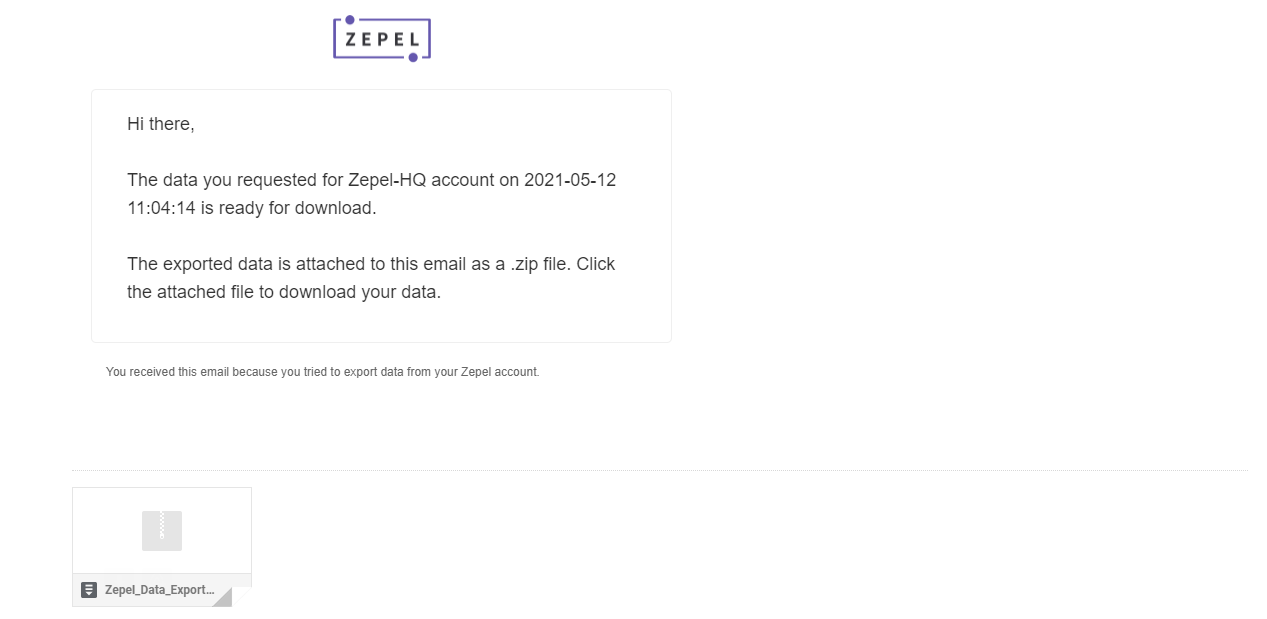 ZEPEL
Hi there,
The data you requested for Zepel-HQ account on 2021-05-12
11:04:14 is ready for download.
The exported data is attached to this email as a .zip file. Click
the attached file to download your data.
You received this email because you tried to export data from your Zepel account.
Zepel_Data_Export...